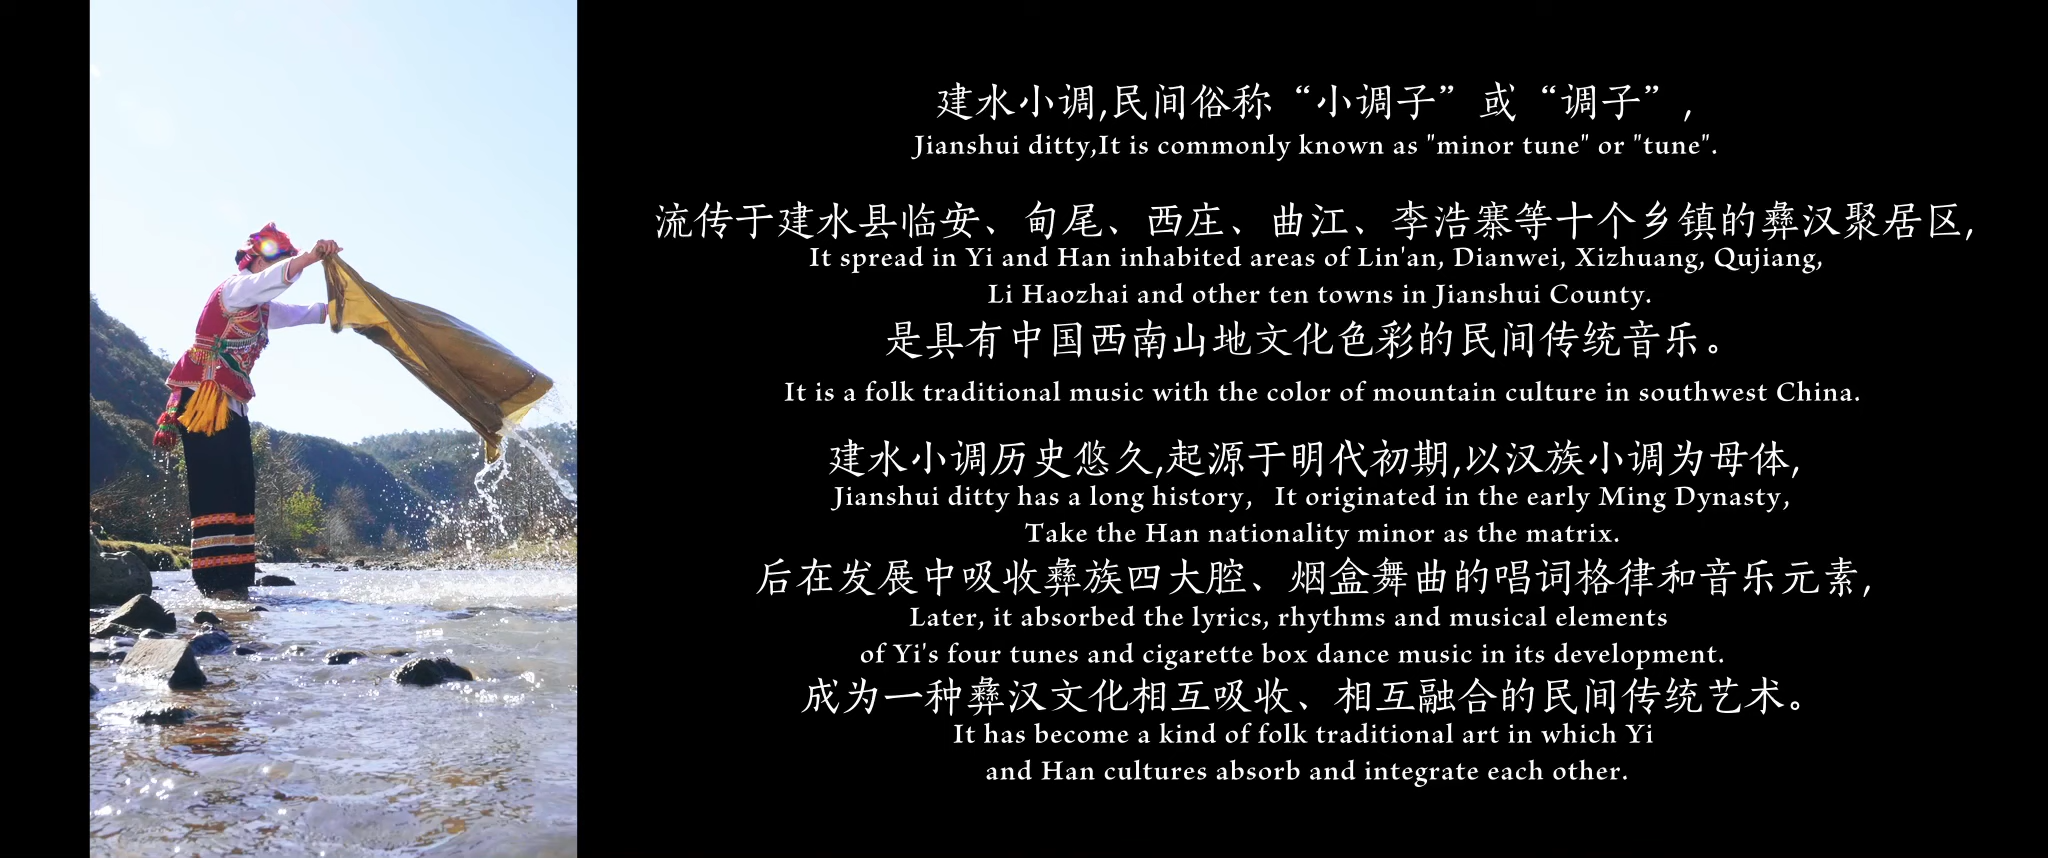 建水小调,民间俗称“小调子”或“调子”,
Jianshui ditty,It is commonly known as "minor tune" or "tune".
流传于建水县临安、甸尾、西庄、曲江、李浩寨等十个乡镇的彝汉聚居区,
It spread in Yi and Han inhabited areas of Lin'an, Dianwei, Xizhuang, Qujiang,
Li Haozhai and other ten towns in Jianshui County.
是具有中国西南山地文化色彩的民间传统音乐。
It is a folk traditional music with the color of mountain culture in southwest China.
建水小调历史悠久,起源于明代初期,以汉族小调为母体,
Jianshui ditty has a long history, It originated in the early Ming Dynasty,
Take the Han nationality minor as the matrix.
后在发展中吸收彝族四大腔、烟盒舞曲的唱词格律和音乐元素,
Later, it absorbed the lyrics, rhythms and musical elements
of Yi's four tunes and cigarette box dance music in its development.
成为一种彝汉文化相互吸收、相互融合的民间传统艺术。
It has become a kind of folk traditional art in which Yi
and Han cultures absorb and integrate each other.